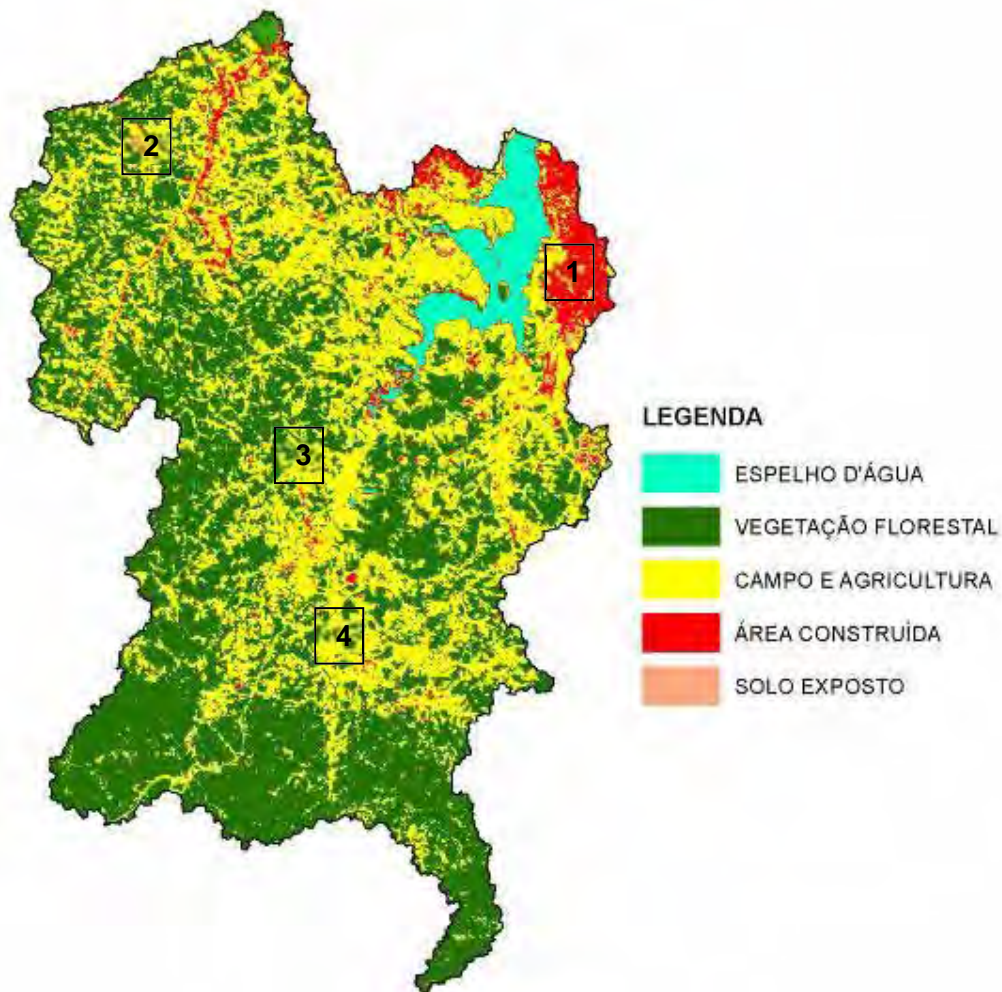 2
1
3
4
LEGENDA
ESPELHO D'ÁGUA
VEGETAÇÃO FLORESTAL
CAMPO E AGRICULTURA
ÁREA CONSTRUÍDA
SOLO EXPOSTO